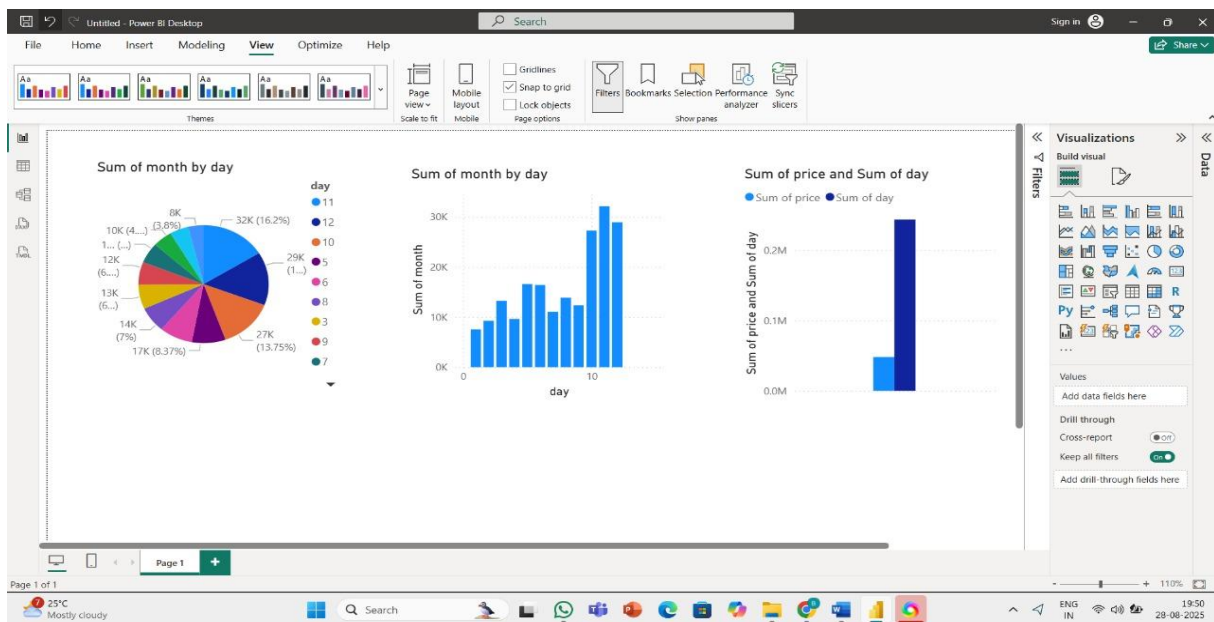 Untitled - Power BI Desktop
Search
Sign in
File Home Insert Modeling View Optimize Help
Share
Aa Aa Aa Aa Aa Aa
Themes
Page view
Scale to fit
Mobile layout
Mobile
Gridlines
Snap to grid
Lock objects
Page options
Filters Bookmarks Selection Performance analyzer Sync slicers
Show panes
Sum of month by day
8K
(3.8%)
32K (16.2%)
10K (4....)
1... (...)
12K
(6....)
13K
(6...)
14K
(7%)
17K (8.37%)
27K
(13.75%)
29K
(1...)
day
11
12
10
5
6
8
3
9
7
Sum of month by day
Sum of month
30K
20K
10K
0K
0 10
day
Sum of price and Sum of day
Sum of price Sum of day
Sum of price and Sum of day
0.2M
0.1M
0.0M
Filters
Visualizations
Build visual
R
Py
...
Values
Add data fields here
Drill through
Cross-report
Off
Keep all filters
On
Add drill-through fields here
Data
Page 1
Page 1 of 1
110%
7
25°C
Mostly cloudy
Search
ENG
IN
19:50
28-08-2025